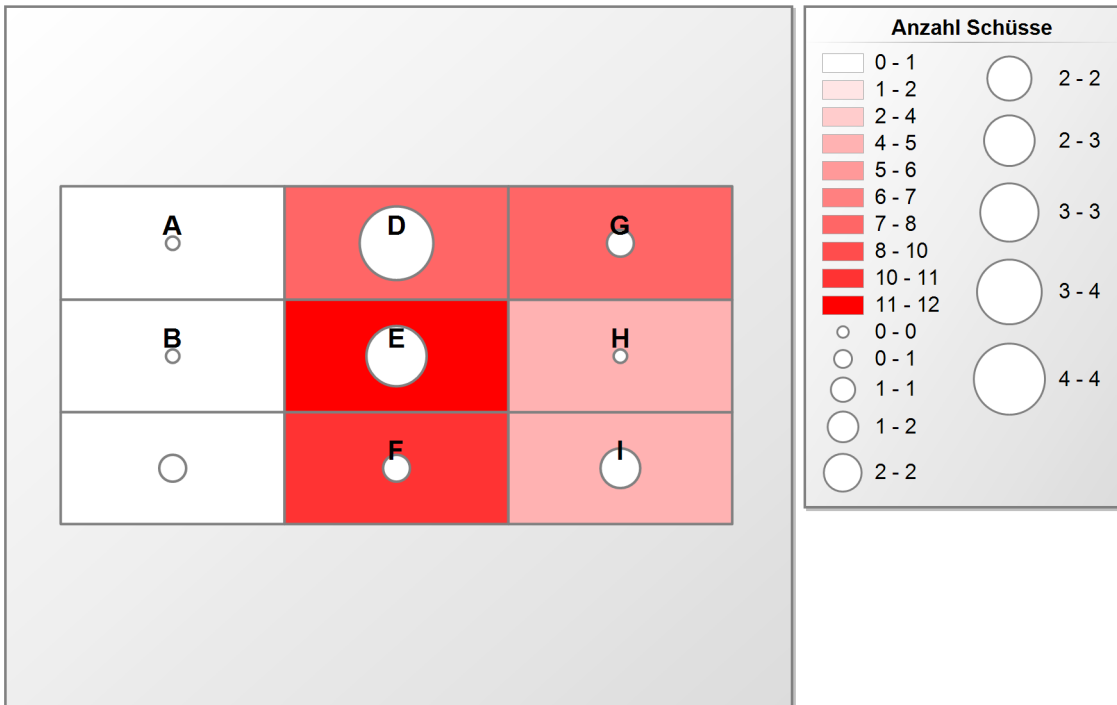 A
D
G
B
E
H
F
I
Anzahl Schüsse
0 - 1
1 - 2
2 - 4
4 - 5
5 - 6
6 - 7
7 - 8
8 - 10
10 - 11
11 - 12
0 - 0
0 - 1
1 - 1
1 - 2
2 - 2
2 - 2
2 - 3
3 - 3
3 - 4
4 - 4